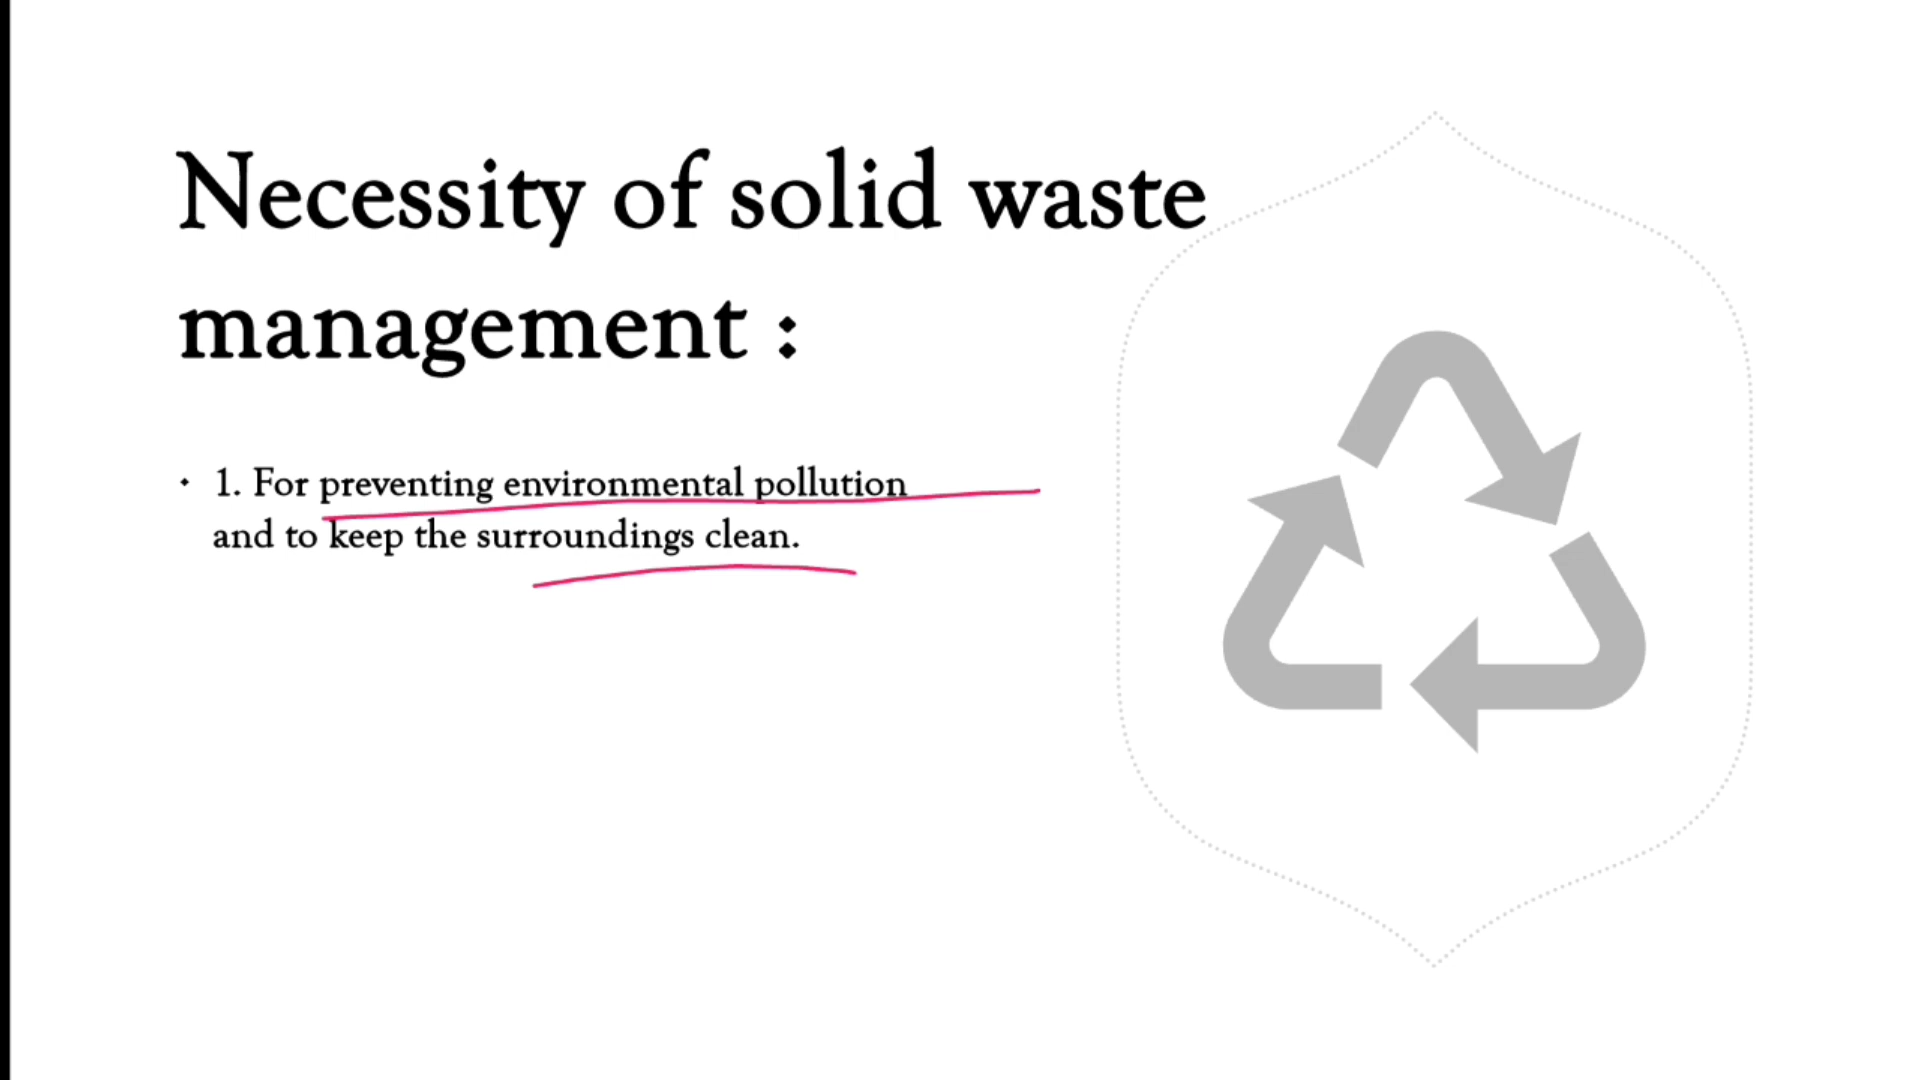 Necessity of solid waste
management :
• 1. For preventing environmental pollution
and to keep the surroundings clean.